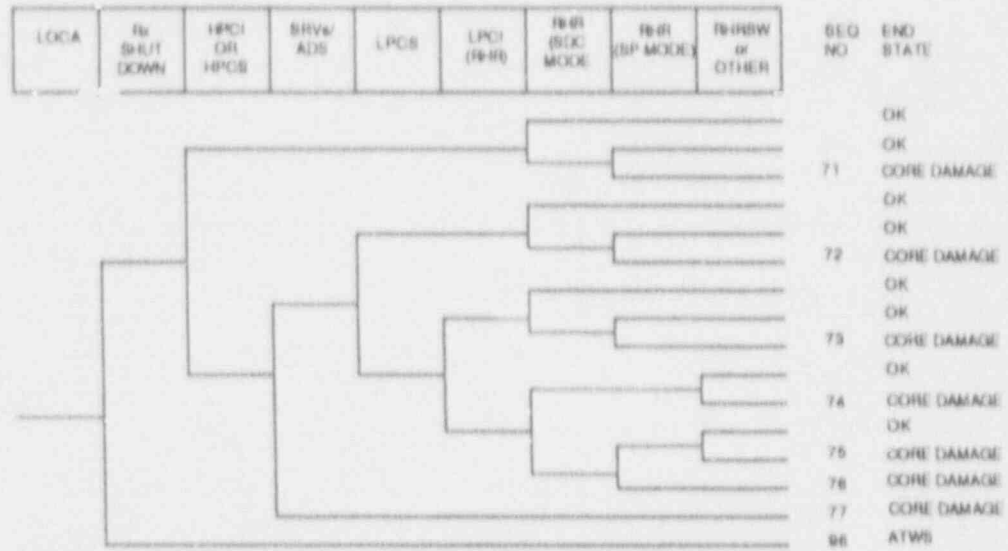 LOCA
Rx
SHUT
DOWN
HPCI
OR
HPCS
SRVs/
ADS
LPCS
LPCI
(RHR)
RHR
(SDC
MODE
RHR
(SP MODE)
RHRSW
or
OTHER
SEQ
NO
END
STATE
OK
OK
71 CORE DAMAGE
OK
OK
72 CORE DAMAGE
OK
OK
73 CORE DAMAGE
OK
74 CORE DAMAGE
OK
75 CORE DAMAGE
76 CORE DAMAGE
77 CORE DAMAGE
96 ATWS